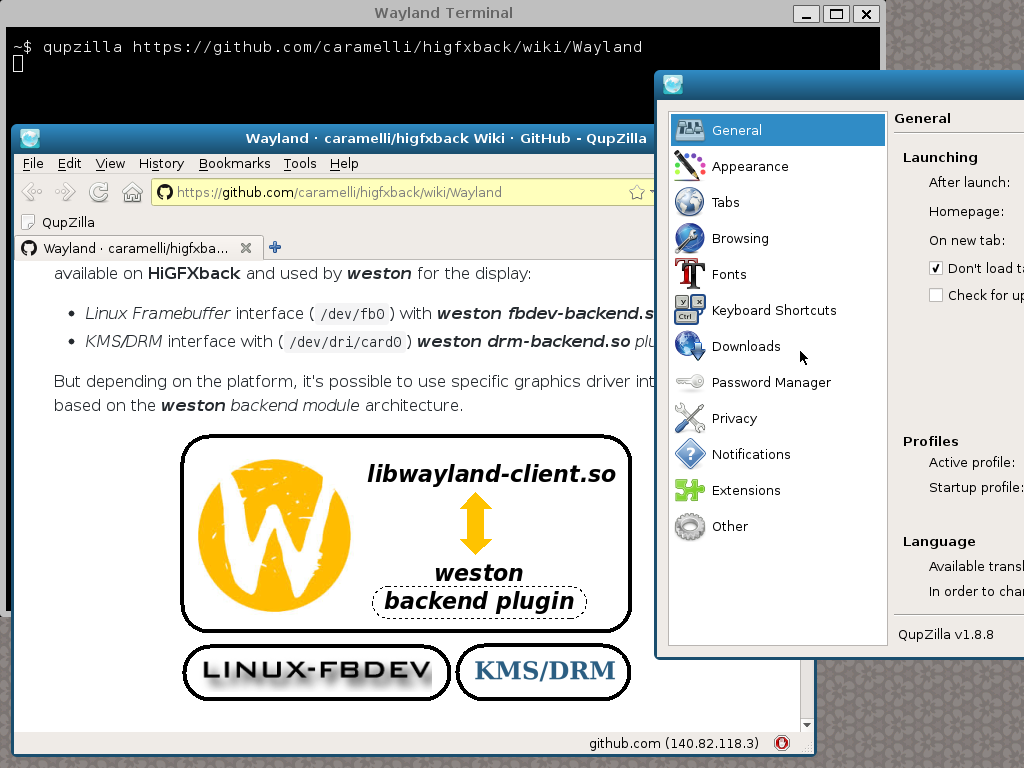 Wayland Terminal
~$ qupzilla https://github.com/caramelli/higfxback/wiki/Wayland
Wayland · caramelli/higfxback Wiki · GitHub - QupZilla
File Edit View History Bookmarks Tools Help
https://github.com/caramelli/higfxback/wiki/Wayland
QupZilla
Wayland · caramelli/higfxba...
available on HiGFXback and used by weston for the display:
• Linux Framebuffer interface ( /dev/fb0 ) with weston fbdev-backend.s
• KMS/DRM interface with ( /dev/dri/card0 ) weston drm-backend.so plu
But depending on the platform, it's possible to use specific graphics driver int
based on the weston backend module architecture.
W
libwayland-client.so
weston
backend plugin
LINUX-FBDEV
KMS/DRM
github.com (140.82.118.3)
General
Appearance
Tabs
Browsing
Fonts
Keyboard Shortcuts
Downloads
Password Manager
Privacy
Notifications
Extensions
Other
General
Launching
After launch:
Homepage:
On new tab:
Don't load ta
Check for up
Profiles
Active profile:
Startup profile:
Language
Available transl
In order to char
QupZilla v1.8.8